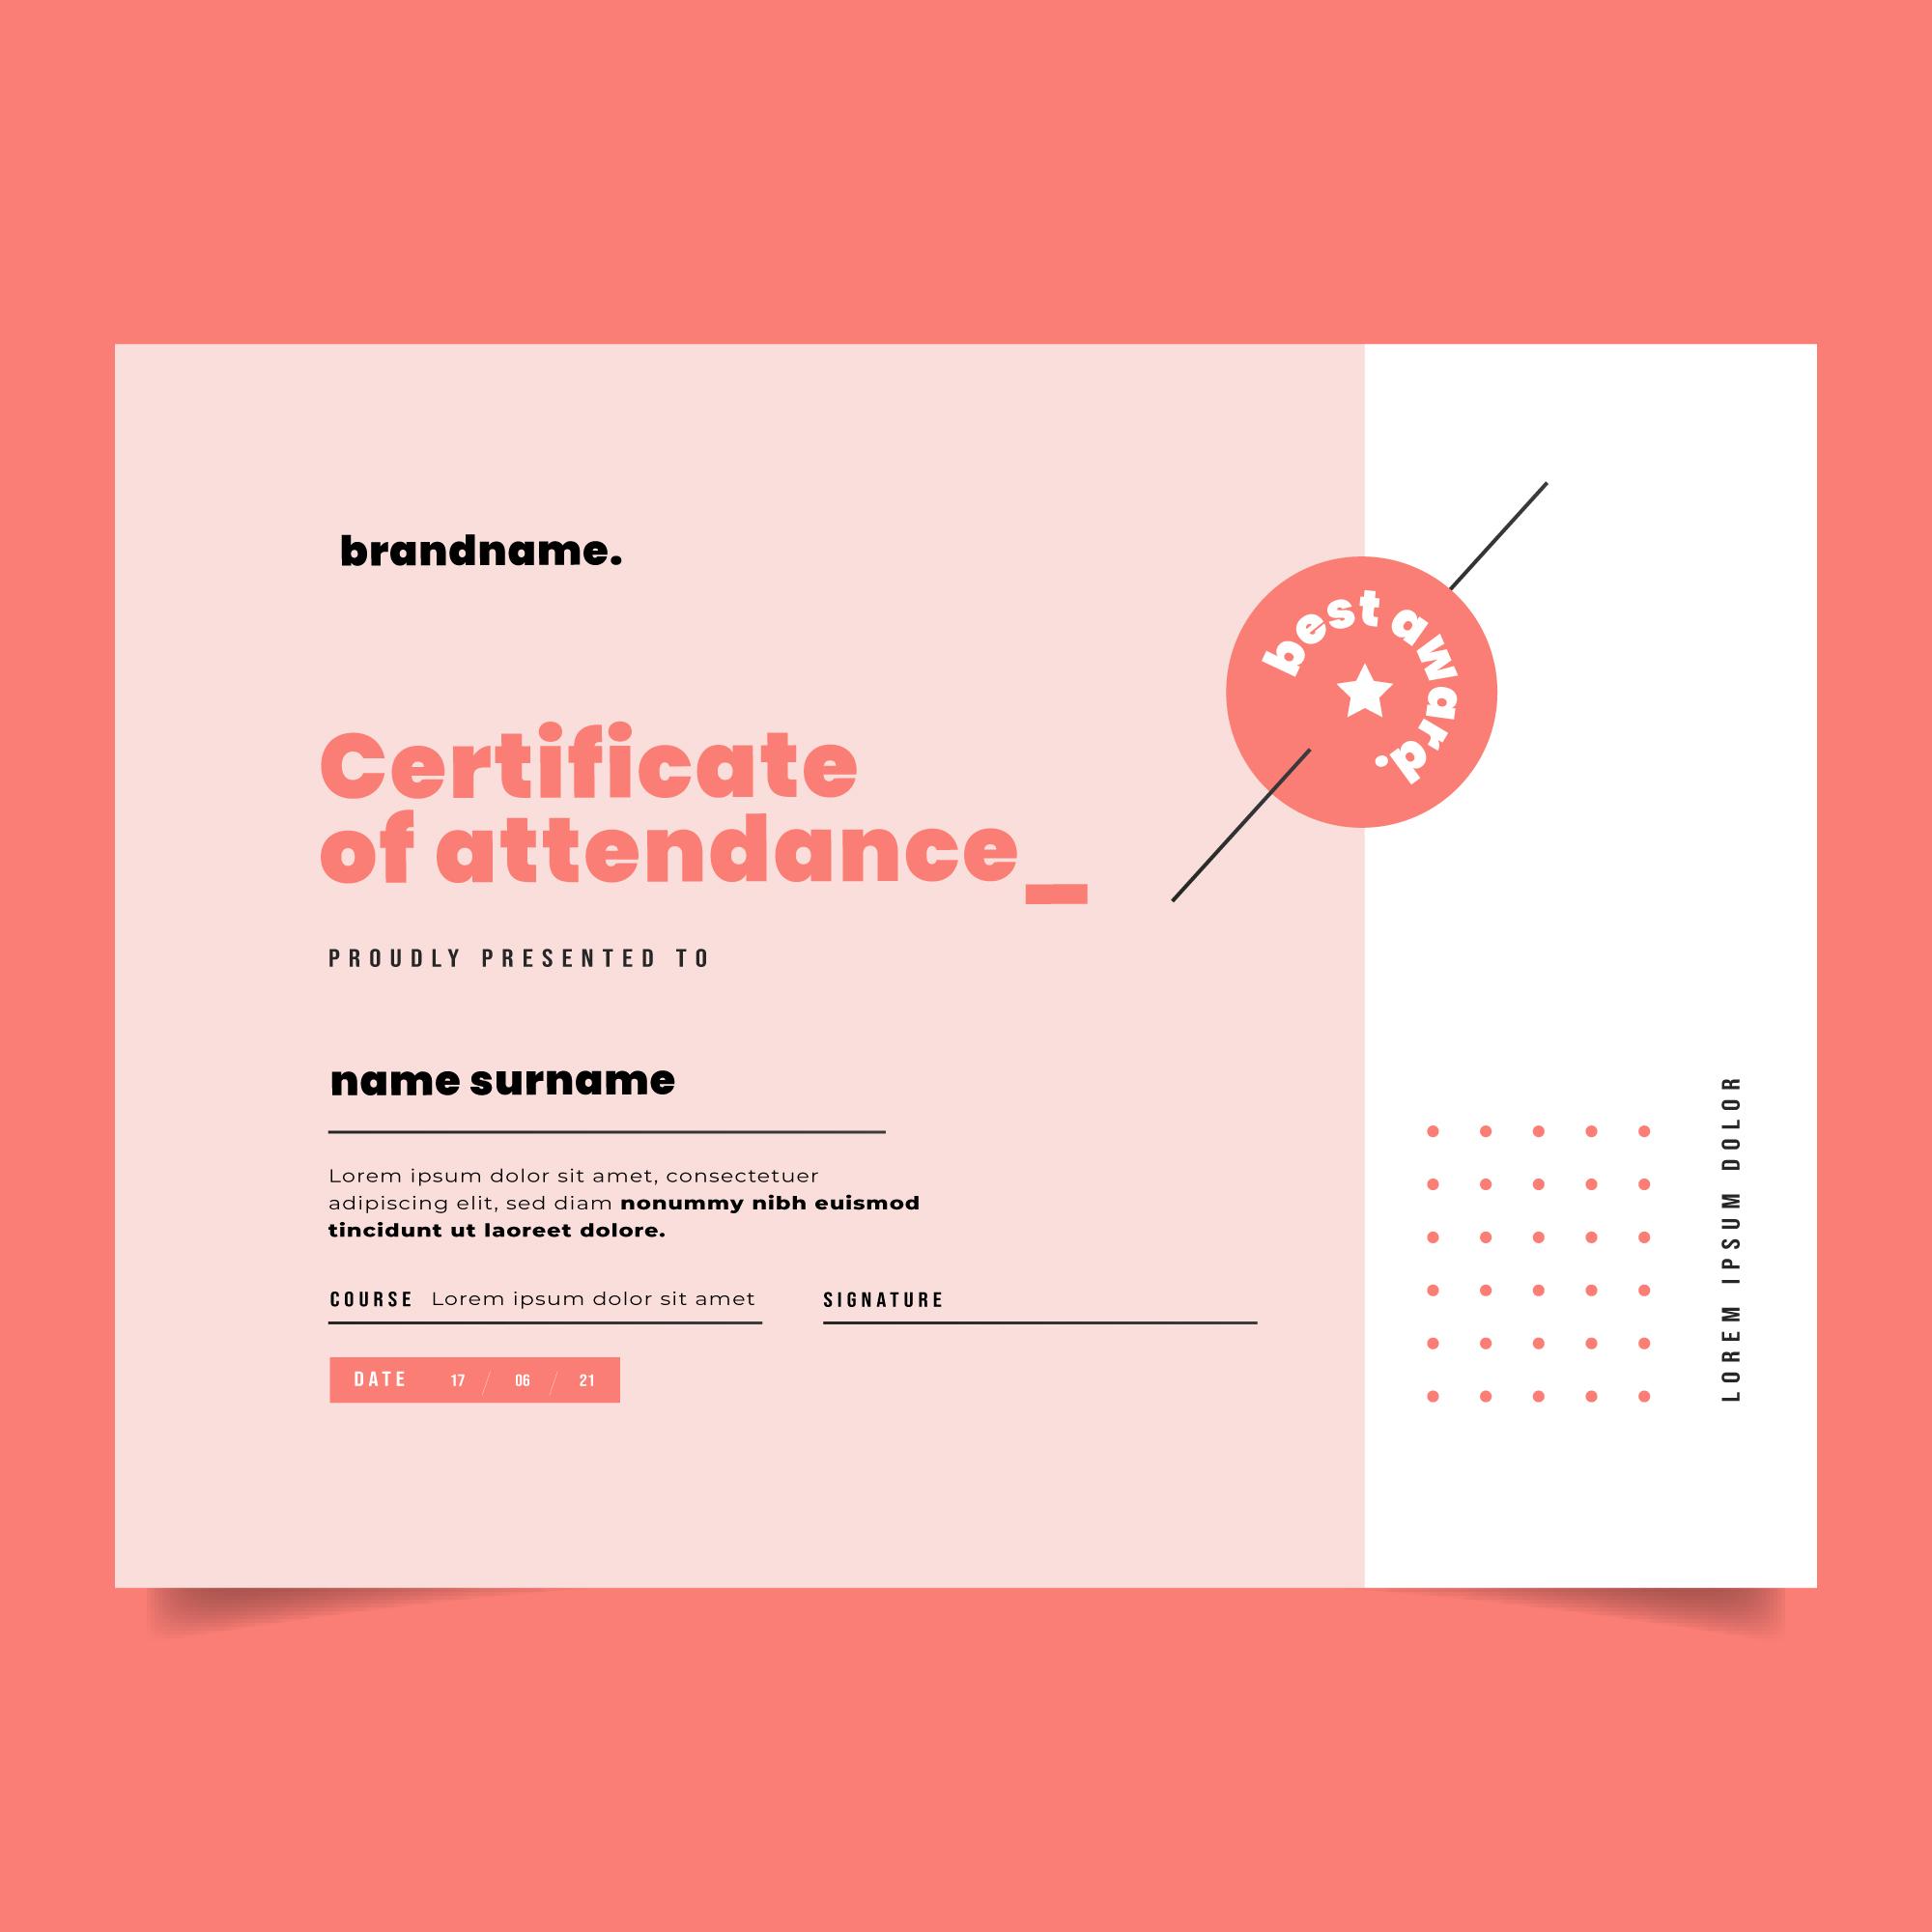 brandname.
best award.
Certificate
of attendance_
PROUDLY PRESENTED TO
name surname
Lorem ipsum dolor sit amet, consectetuer
adipiscing elit, sed diam nonummy nibh euismod
tincidunt ut laoreet dolore.
COURSE Lorem ipsum dolor sit amet
SIGNATURE
DATE 17 / 06 / 21
LOREM IPSUM DOLOR